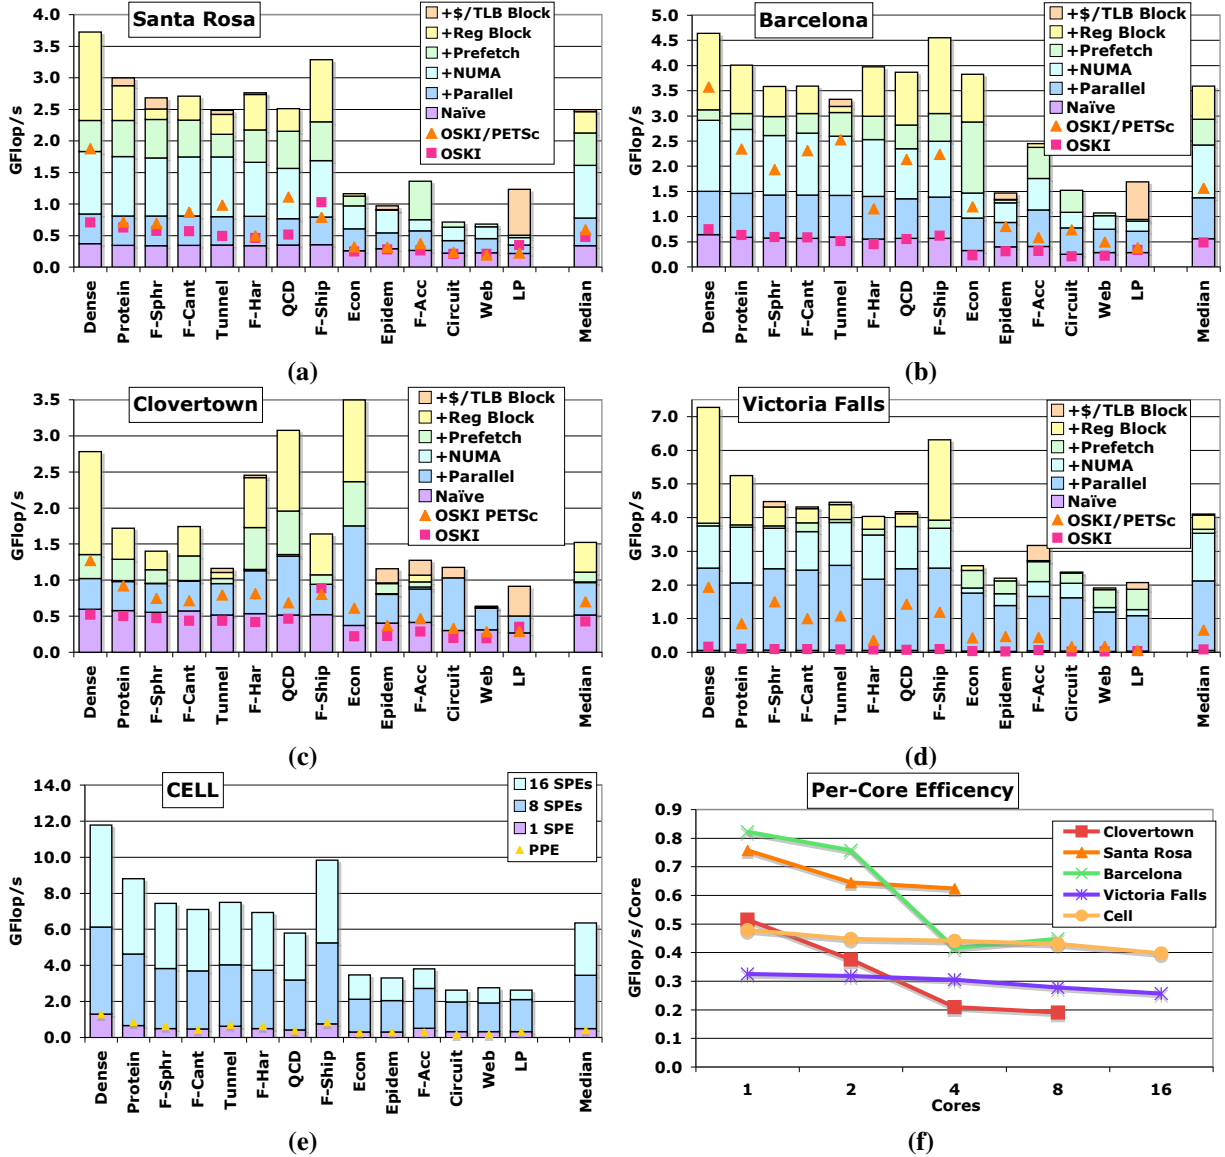 Santa Rosa
4.0
3.5
3.0
2.5
2.0
1.5
1.0
0.5
0.0
GFlop/s
+$/TLB Block
+Reg Block
+Prefetch
+NUMA
+Parallel
Naïve
OSKI/PETSc
OSKI
Dense
Protein
F-Sphr
F-Cant
Tunnel
F-Har
QCD
F-Ship
Econ
Epidem
F-Acc
Circuit
Web
LP
Median
(a)
Barcelona
5.0
4.5
4.0
3.5
3.0
2.5
2.0
1.5
1.0
0.5
0.0
GFlop/s
+$/TLB Block
+Reg Block
+Prefetch
+NUMA
+Parallel
Naïve
OSKI/PETSc
OSKI
Dense
Protein
F-Sphr
F-Cant
Tunnel
F-Har
QCD
F-Ship
Econ
Epidem
F-Acc
Circuit
Web
LP
Median
(b)
Clovertown
3.5
3.0
2.5
2.0
1.5
1.0
0.5
0.0
GFlop/s
+$/TLB Block
+Reg Block
+Prefetch
+NUMA
+Parallel
Naïve
OSKI PETSc
OSKI
Dense
Protein
F-Sphr
F-Cant
Tunnel
F-Har
QCD
F-Ship
Econ
Epidem
F-Acc
Circuit
Web
LP
Median
(c)
Victoria Falls
7.0
6.0
5.0
4.0
3.0
2.0
1.0
0.0
GFlop/s
+$/TLB Block
+Reg Block
+Prefetch
+NUMA
+Parallel
Naïve
OSKI/PETSc
OSKI
Dense
Protein
F-Sphr
F-Cant
Tunnel
F-Har
QCD
F-Ship
Econ
Epidem
F-Acc
Circuit
Web
LP
Median
(d)
CELL
14.0
12.0
10.0
8.0
6.0
4.0
2.0
0.0
GFlop/s
16 SPEs
8 SPEs
1 SPE
PPE
Dense
Protein
F-Sphr
F-Cant
Tunnel
F-Har
QCD
F-Ship
Econ
Epidem
F-Acc
Circuit
Web
LP
Median
(e)
Per-Core Efficency
0.9
0.8
0.7
0.6
0.5
0.4
0.3
0.2
0.1
0.0
GFlop/s/Core
Clovertown
Santa Rosa
Barcelona
Victoria Falls
Cell
1
2
4
8
16
Cores
(f)